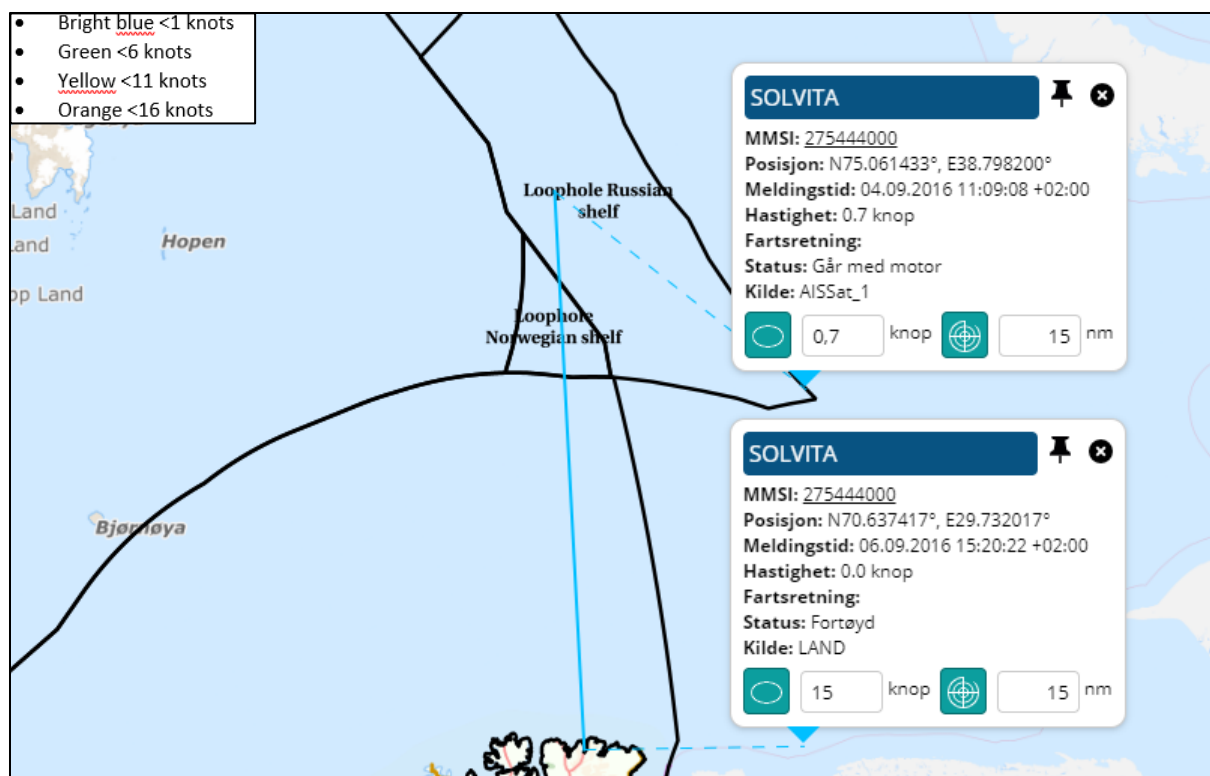 • Bright blue <1 knots
• Green <6 knots
• Yellow <11 knots
• Orange <16 knots
Land
Land
op Land
Hopen
Bjørnøya
Loophole Russian
shelf
Loophole
Norwegian shelf
SOLVITA
MMSI: 275444000
Posisjon: N75.061433°, E38.798200°
Meldingstid: 04.09.2016 11:09:08 +02:00
Hastighet: 0.7 knop
Fartsretning:
Status: Går med motor
Kilde: AISSat_1
0,7 knop 15 nm
SOLVITA
MMSI: 275444000
Posisjon: N70.637417°, E29.732017°
Meldingstid: 06.09.2016 15:20:22 +02:00
Hastighet: 0.0 knop
Fartsretning:
Status: Fortøyd
Kilde: LAND
15 knop 15 nm